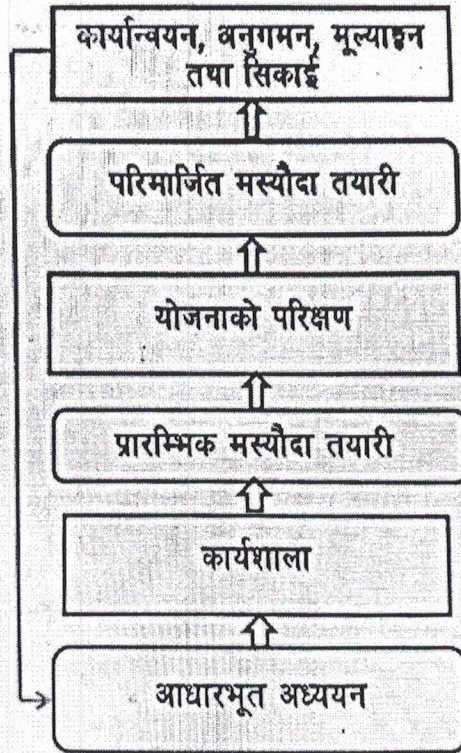 कार्यान्वयन, अनुगमन, मूल्याङ्कन
तथा सिकाई
परिमार्जित मस्यौदा तयारी
योजनाको परिक्षण
प्रारम्भिक मस्यौदा तयारी
कार्यशाला
आधारभूत अध्ययन